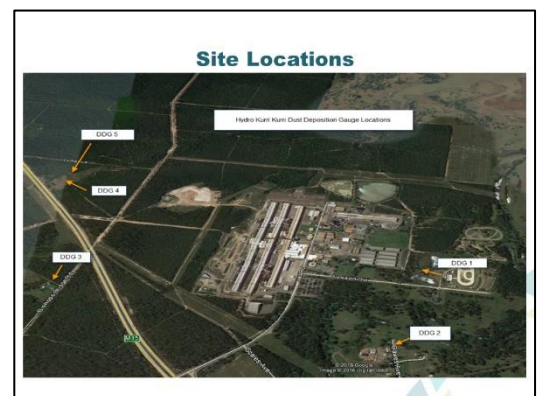 Site Locations
Hydro Kurri Kurri Dust Deposition Gauge Locations
DDG 5
DDG 4
DDG 3
DDG 1
DDG 2
M15
© 2016 Google